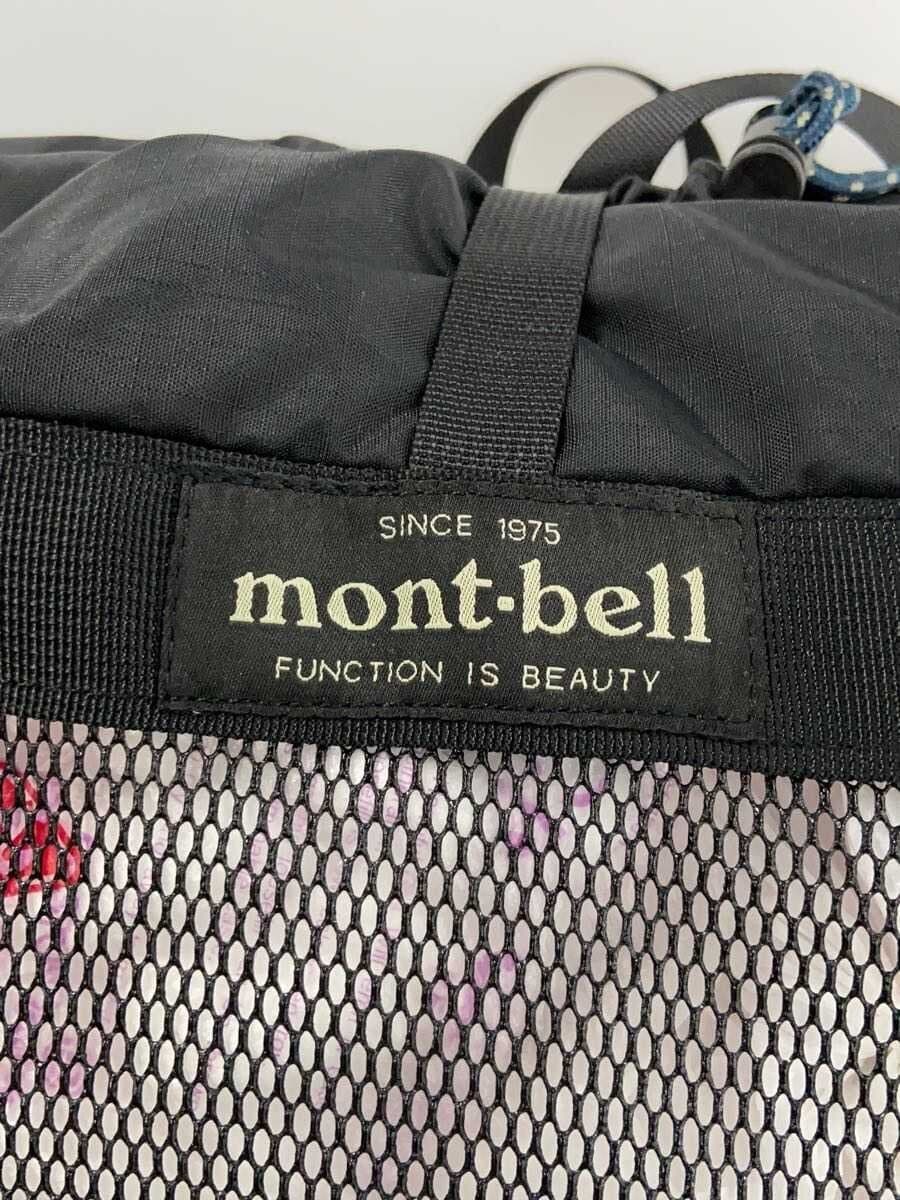 SINCE 1975
mont-bell
FUNCTION IS BEAUTY